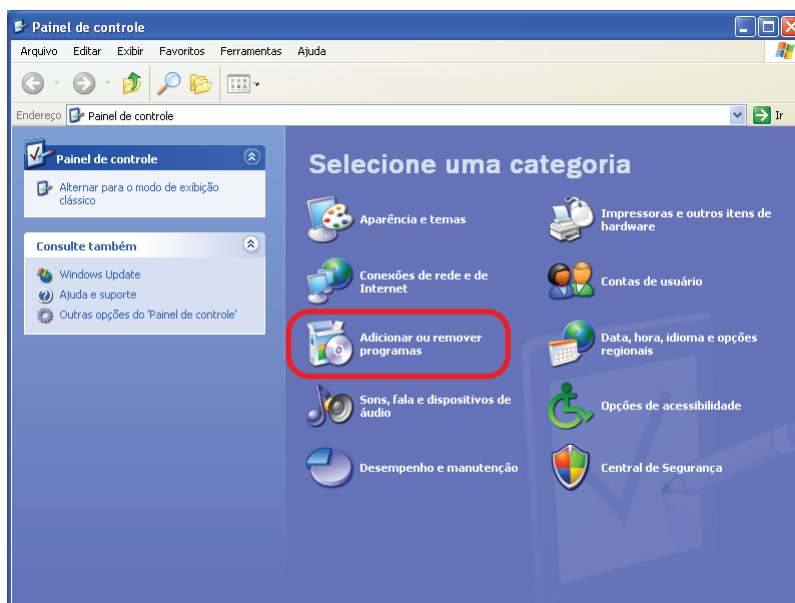 Painel de controle
Arquivo Editar Exibir Favoritos Ferramentas Ajuda
Endereço Painel de controle Ir
Painel de controle
Alternar para o modo de exibição
clássico
Consulte também
Windows Update
Ajuda e suporte
Outras opções do 'Painel de controle'
Selecione uma categoria
Aparência e temas
Impressoras e outros itens de
hardware
Conexões de rede e de
Internet
Contas de usuário
Adicionar ou remover
programas
Data, hora, idioma e opções
regionais
Sons, fala e dispositivos de
áudio
Opções de acessibilidade
Desempenho e manutenção
Central de Segurança